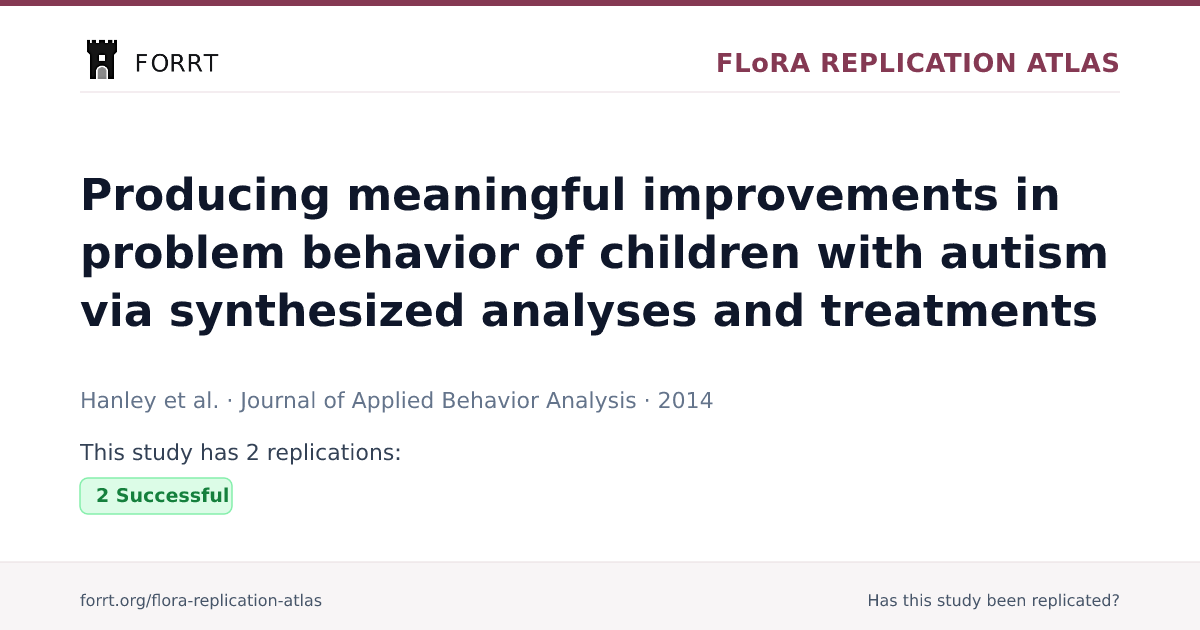 FORRT
FLoRA REPLICATION ATLAS
Producing meaningful improvements in
problem behavior of children with autism
via synthesized analyses and treatments
Hanley et al. · Journal of Applied Behavior Analysis · 2014
This study has 2 replications:
2 Successful
forrt.org/flora-replication-atlas
Has this study been replicated?